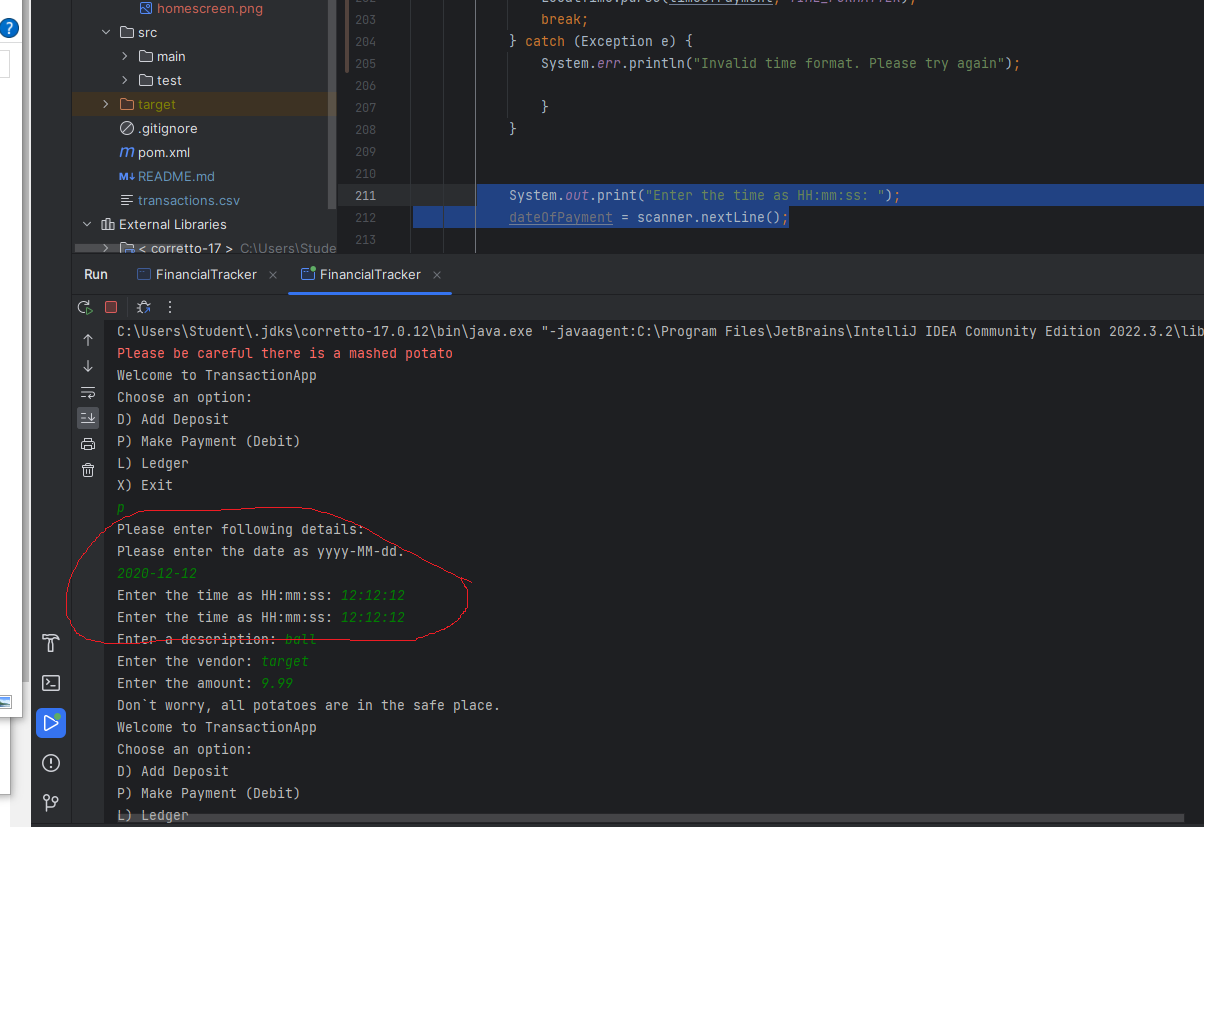 homescreen.png
src
main
test
target
.gitignore
pom.xml
README.md
transactions.csv
External Libraries
< corretto-17 > C:\Users\Stude
203 break;
204 } catch (Exception e) {
205 System.err.println("Invalid time format. Please try again");
206
207 }
208 }
209
210
211 System.out.print("Enter the time as HH:mm:ss: ");
212 dateOfPayment = scanner.nextLine();
213
Run FinancialTracker × FinancialTracker ×
C:\Users\Student\.jdks\corretto-17.0.12\bin\java.exe "-javaagent:C:\Program Files\JetBrains\IntelliJ IDEA Community Edition 2022.3.2\lib
Please be careful there is a mashed potato
Welcome to TransactionApp
Choose an option:
D) Add Deposit
P) Make Payment (Debit)
L) Ledger
X) Exit
p
Please enter following details:
Please enter the date as yyyy-MM-dd.
2020-12-12
Enter the time as HH:mm:ss: 12:12:12
Enter the time as HH:mm:ss: 12:12:12
Enter a description: ball
Enter the vendor: target
Enter the amount: 9.99
Don`t worry, all potatoes are in the safe place.
Welcome to TransactionApp
Choose an option:
D) Add Deposit
P) Make Payment (Debit)
L) Ledger